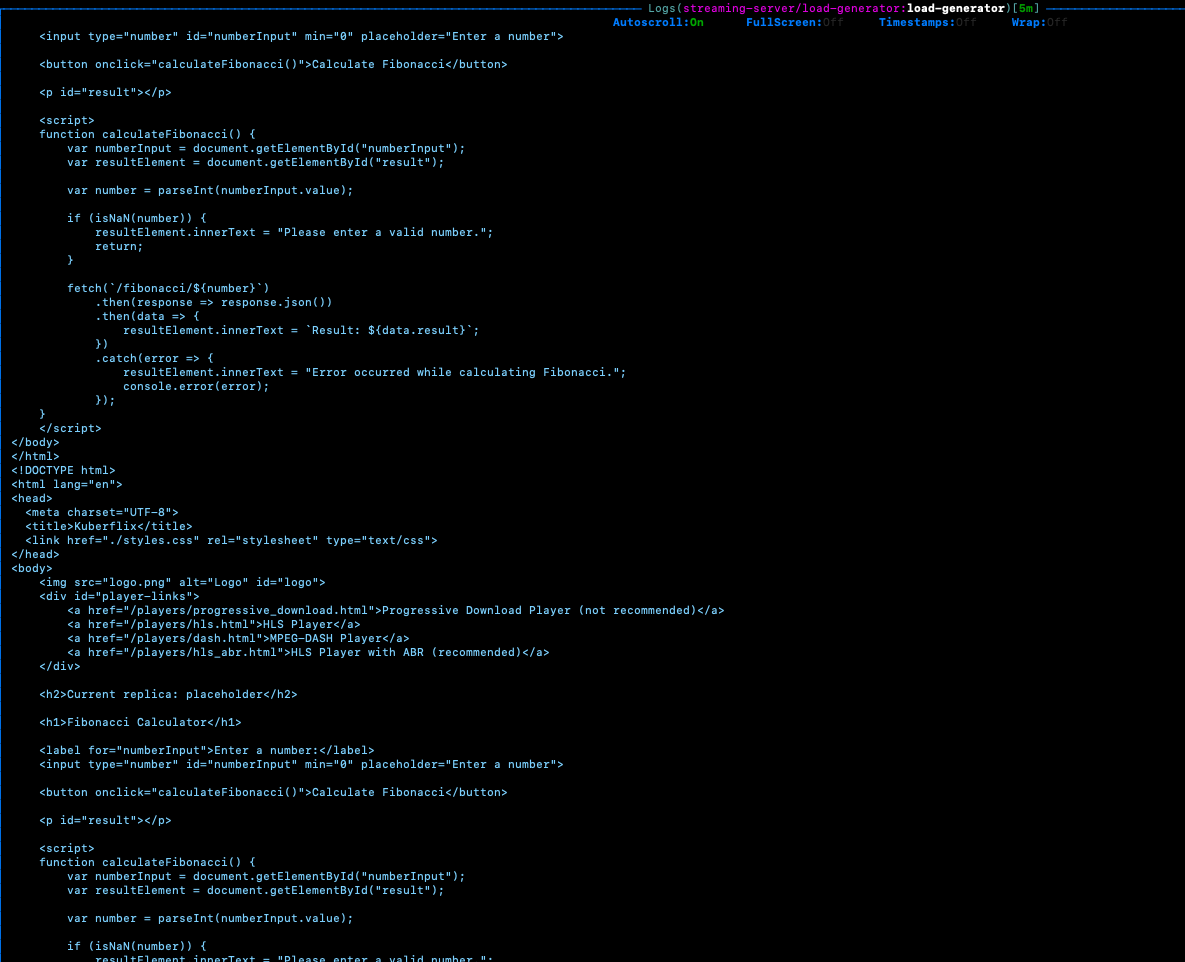 Logs(streaming-server/load-generator:load-generator)[5m]
Autoscroll:On FullScreen:Off Timestamps:Off Wrap:Off
    <input type="number" id="numberInput" min="0" placeholder="Enter a number">
    <button onclick="calculateFibonacci()">Calculate Fibonacci</button>
    <p id="result"></p>
    <script>
    function calculateFibonacci() {
        var numberInput = document.getElementById("numberInput");
        var resultElement = document.getElementById("result");
        var number = parseInt(numberInput.value);
        if (isNaN(number)) {
            resultElement.innerText = "Please enter a valid number.";
            return;
        }
        fetch(`/fibonacci/${number}`)
            .then(response => response.json())
            .then(data => {
                resultElement.innerText = `Result: ${data.result}`;
            })
            .catch(error => {
                resultElement.innerText = "Error occurred while calculating Fibonacci.";
                console.error(error);
            });
    }
    </script>
</body>
</html>
<!DOCTYPE html>
<html lang="en">
<head>
  <meta charset="UTF-8">
  <title>Kuberflix</title>
  <link href="./styles.css" rel="stylesheet" type="text/css">
</head>
<body>
    <img src="logo.png" alt="Logo" id="logo">
    <div id="player-links">
        <a href="/players/progressive_download.html">Progressive Download Player (not recommended)</a>
        <a href="/players/hls.html">HLS Player</a>
        <a href="/players/dash.html">MPEG-DASH Player</a>
        <a href="/players/hls_abr.html">HLS Player with ABR (recommended)</a>
    </div>
    <h2>Current replica: placeholder</h2>
    <h1>Fibonacci Calculator</h1>
    <label for="numberInput">Enter a number:</label>
    <input type="number" id="numberInput" min="0" placeholder="Enter a number">
    <button onclick="calculateFibonacci()">Calculate Fibonacci</button>
    <p id="result"></p>
    <script>
    function calculateFibonacci() {
        var numberInput = document.getElementById("numberInput");
        var resultElement = document.getElementById("result");
        var number = parseInt(numberInput.value);
        if (isNaN(number)) {
            resultElement.innerText = "Please enter a valid number.";